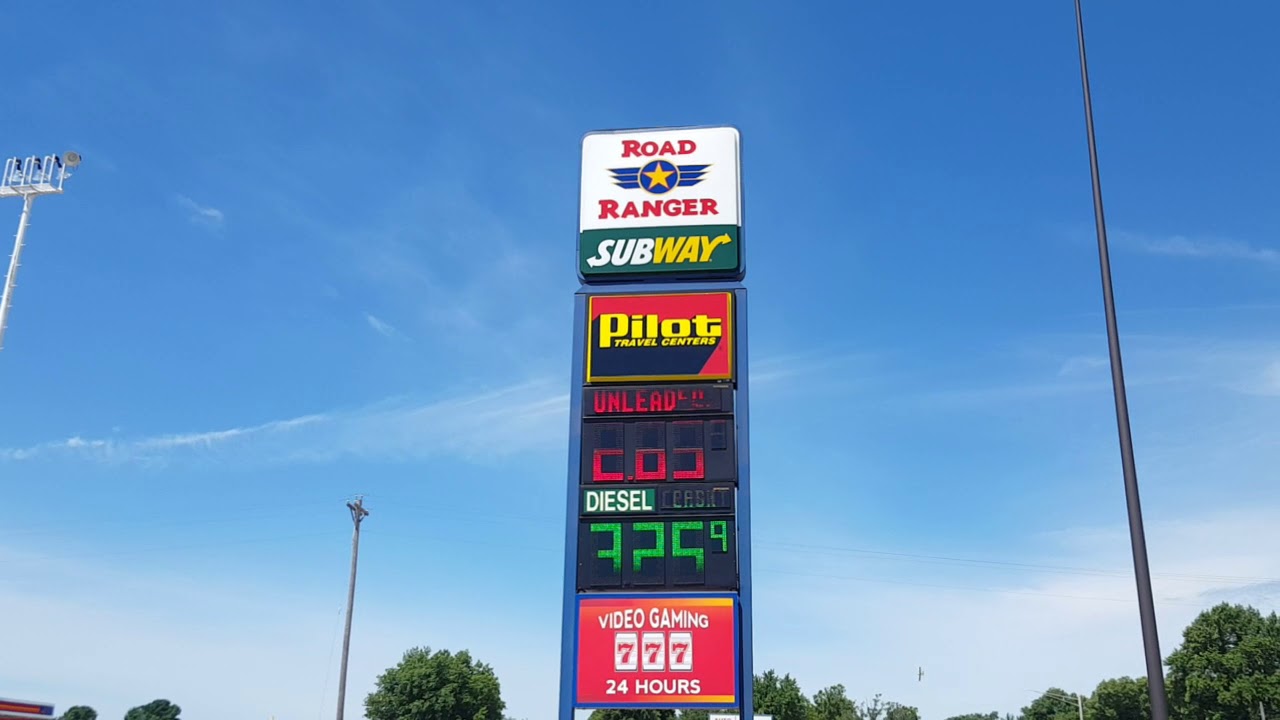 ROAD
RANGER
SUBWAY
Pilot
TRAVEL CENTERS
DIESEL
VIDEO GAMING
777
24 HOURS